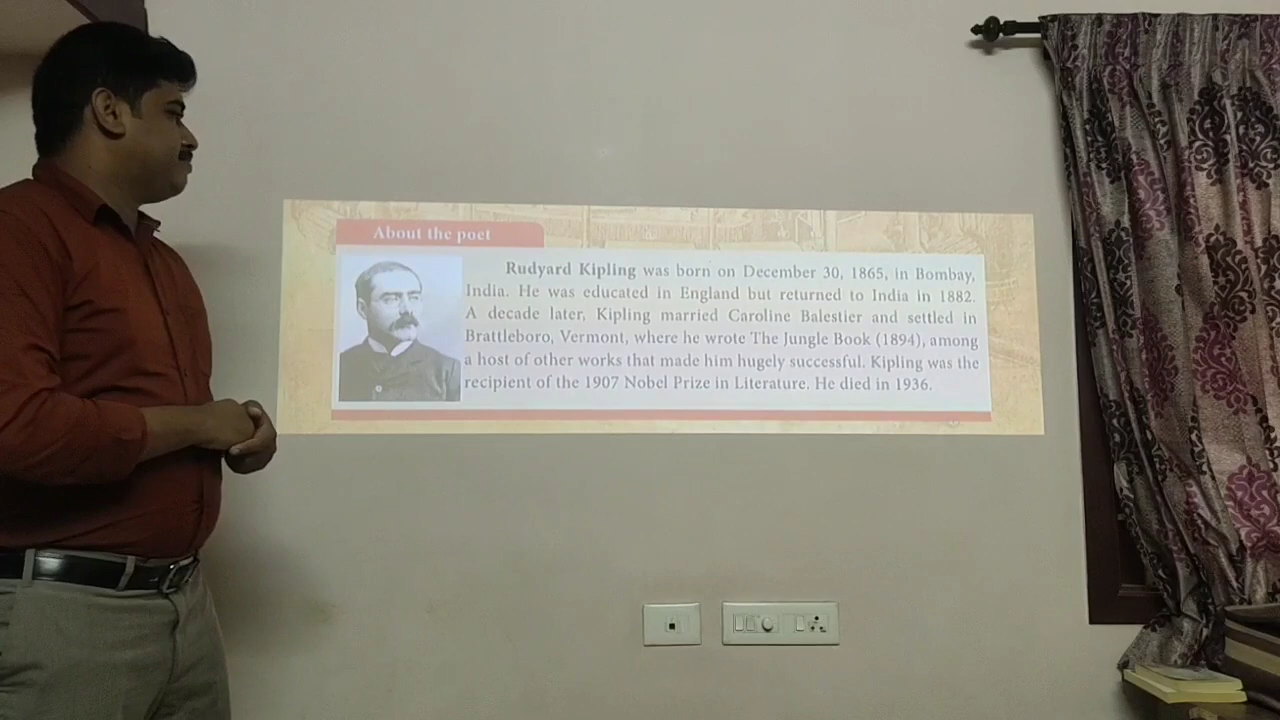 About the poet
Rudyard Kipling was born on December 30, 1865, in Bombay,
India. He was educated in England but returned to India in 1882.
A decade later, Kipling married Caroline Balestier and settled in
Brattleboro, Vermont, where he wrote The Jungle Book (1894), among
a host of other works that made him hugely successful. Kipling was the
recipient of the 1907 Nobel Prize in Literature. He died in 1936.